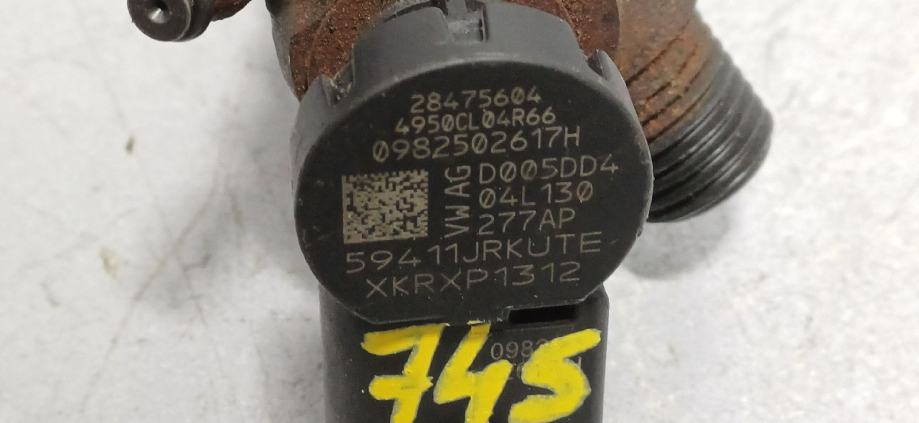 28475604
4950CL04R66
0982502617H
VWAG
D005DD4
04L130
277AP
59411JRKUTE
XKRXP1312
745